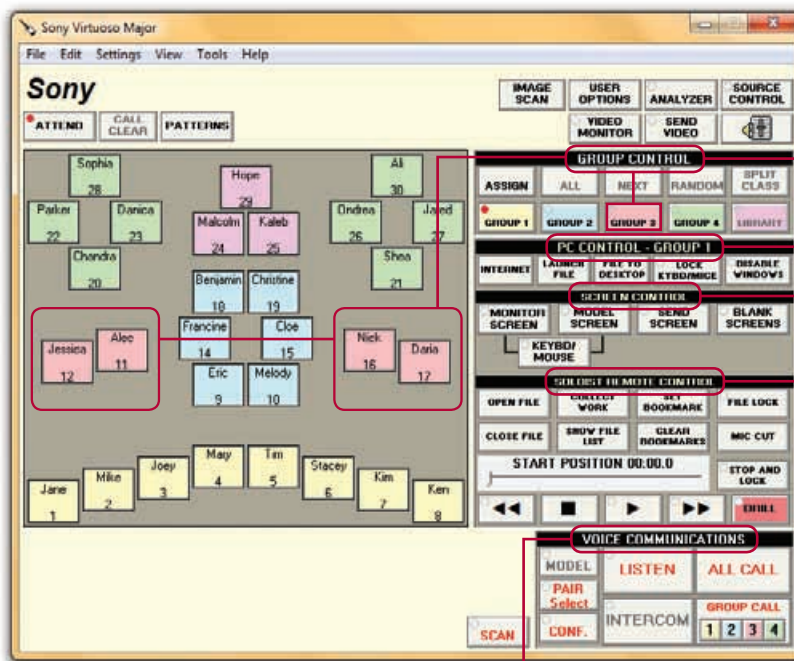 Sony Virtuoso Major
File Edit Settings View Tools Help
Sony
ATTEND
CALL CLEAR
PATTERNS
IMAGE SCAN
USER OPTIONS
ANALYZER
SOURCE CONTROL
VIDEO MONITOR
SEND VIDEO
Sophia
28
Parker
22
Danica
23
Chandra
20
Hope
29
Malcolm
24
Kaleb
25
Ali
30
Ondrea
26
Jared
27
Shea
21
Benjamin
18
Christine
19
Francine
14
Cloe
15
Eric
9
Melody
10
Jessica
12
Alec
11
Nick
16
Daria
17
Jane
1
Mike
2
Joey
3
Mary
4
Tim
5
Stacey
6
Kim
7
Ken
8
GROUP CONTROL
ASSIGN
ALL
NEXT
RANDOM
SPLIT CLASS
GROUP 1
GROUP 2
GROUP 3
GROUP 4
LIBRARY
PC CONTROL - GROUP 1
INTERNET
LAUNCH FILE
FILE TO DESKTOP
LOCK KYBD/MICE
DISABLE WINDOWS
SCREEN CONTROL
MONITOR SCREEN
MODEL SCREEN
SEND SCREEN
BLANK SCREENS
KEYBD/ MOUSE
SOLOIST REMOTE CONTROL
OPEN FILE
COLLECT WORK
SET BOOKMARK
FILE LOCK
CLOSE FILE
SHOW FILE LIST
CLEAR BOOKMARKS
MIC CUT
START POSITION 00:00.0
STOP AND LOCK
DRILL
VOICE COMMUNICATIONS
MODEL
LISTEN
ALL CALL
PAIR Select
INTERCOM
GROUP CALL
1 2 3 4
SCAN
CONF.